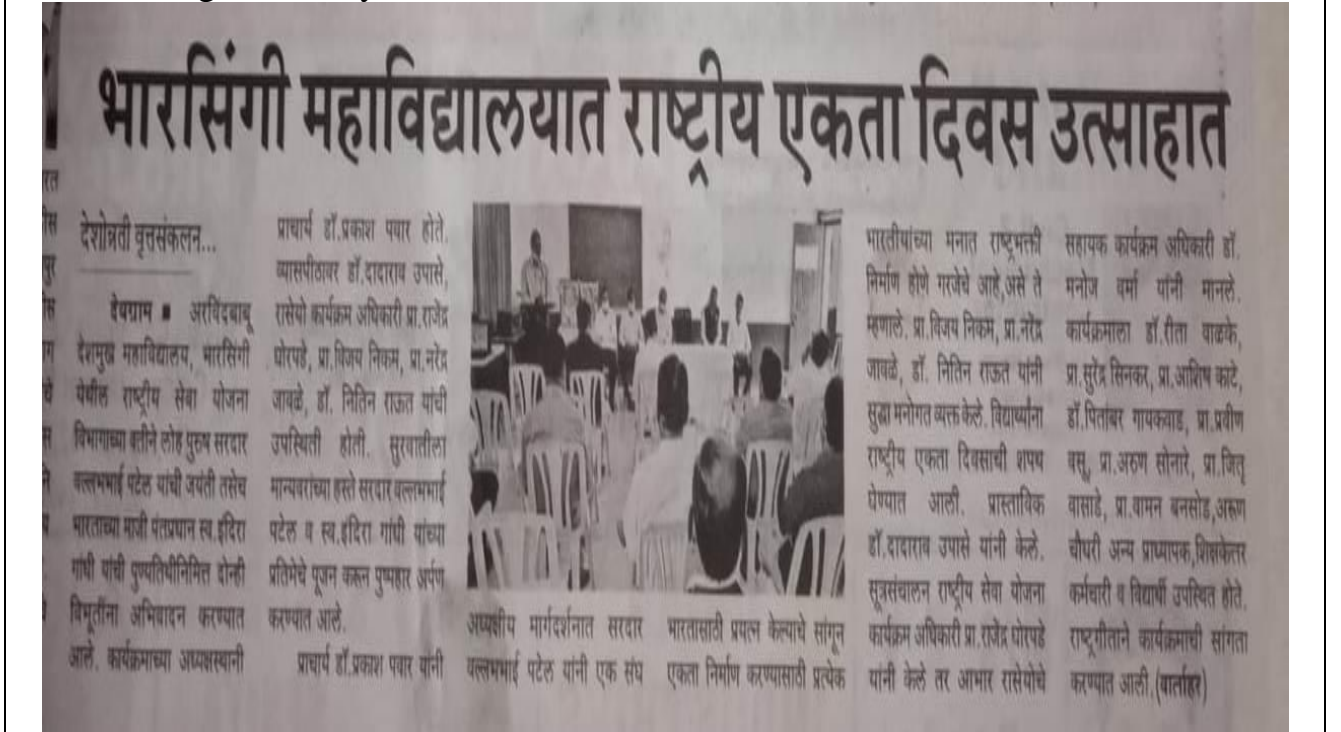 भारसिंगी महाविद्यालयात राष्ट्रीय एकता दिवस उत्साहात
देशोन्नती वृत्तसंकलन...
देवग्राम ■ अरविंदबाबू
देशमुख महाविद्यालय, भारसिंगी
येथील राष्ट्रीय सेवा योजना
विभागाच्या वतीने लोह पुरुष सरदार
वल्लभभाई पटेल यांची जयंती तसेच
भारताच्या माजी पंतप्रधान स्व.इंदिरा
गांधी यांची पुण्यतिथीनिमित दोन्ही
विभूतींना अभिवादन करण्यात
आले. कार्यक्रमाच्या अध्यक्षस्थानी
प्राचार्य डॉ.प्रकाश पवार होते.
व्यासपीठावर डॉ.दादाराव उपासे,
रासेयो कार्यक्रम अधिकारी प्रा.राजेंद्र
घोरपडे, प्रा.विजय निकम, प्रा.नरेंद्र
जावळे, डॉ. नितिन राऊत यांची
उपस्थिती होती. सुरवातीला
मान्यवरांच्या हस्ते सरदार वल्लभभाई
पटेल व स्व.इंदिरा गांधी यांच्या
प्रतिमेचे पूजन करून पुष्पहार अर्पण
करण्यात आले.
प्राचार्य डॉ.प्रकाश पवार यांनी
अध्यक्षीय मार्गदर्शनात सरदार
वल्लभभाई पटेल यांनी एक संघ
भारतासाठी प्रयत्न केल्याचे सांगून
एकता निर्माण करण्यासाठी प्रत्येक
भारतीयांच्या मनात राष्ट्रभक्ती
निर्माण होणे गरजेचे आहे,असे ते
म्हणाले. प्रा.विजय निकम, प्रा.नरेंद्र
जावळे, डॉ. नितिन राऊत यांनी
सुद्धा मनोगत व्यक्त केले. विद्यार्थ्यांना
राष्ट्रीय एकता दिवसाची शपथ
घेण्यात आली. प्रास्ताविक
डॉ.दादाराव उपासे यांनी केले.
सूत्रसंचालन राष्ट्रीय सेवा योजना
कार्यक्रम अधिकारी प्रा.राजेंद्र घोरपडे
यांनी केले तर आभार रासेयोचे
सहायक कार्यक्रम अधिकारी डॉ.
मनोज वर्मा यांनी मानले.
कार्यक्रमाला डॉ.रीता वाळके,
प्रा.सुरेंद्र सिनकर, प्रा.आशिष काटे,
डॉ.पितांबर गायकवाड, प्रा.प्रवीण
वसू, प्रा.अरुण सोनारे, प्रा.जितू
वासाडे, प्रा.वामन बनसोड,अरूण
चौधरी अन्य प्राध्यापक,शिक्षकेत्तर
कर्मचारी व विद्यार्थी उपस्थित होते.
राष्ट्रगीताने कार्यक्रमाची सांगता
करण्यात आली.(वार्ताहर)